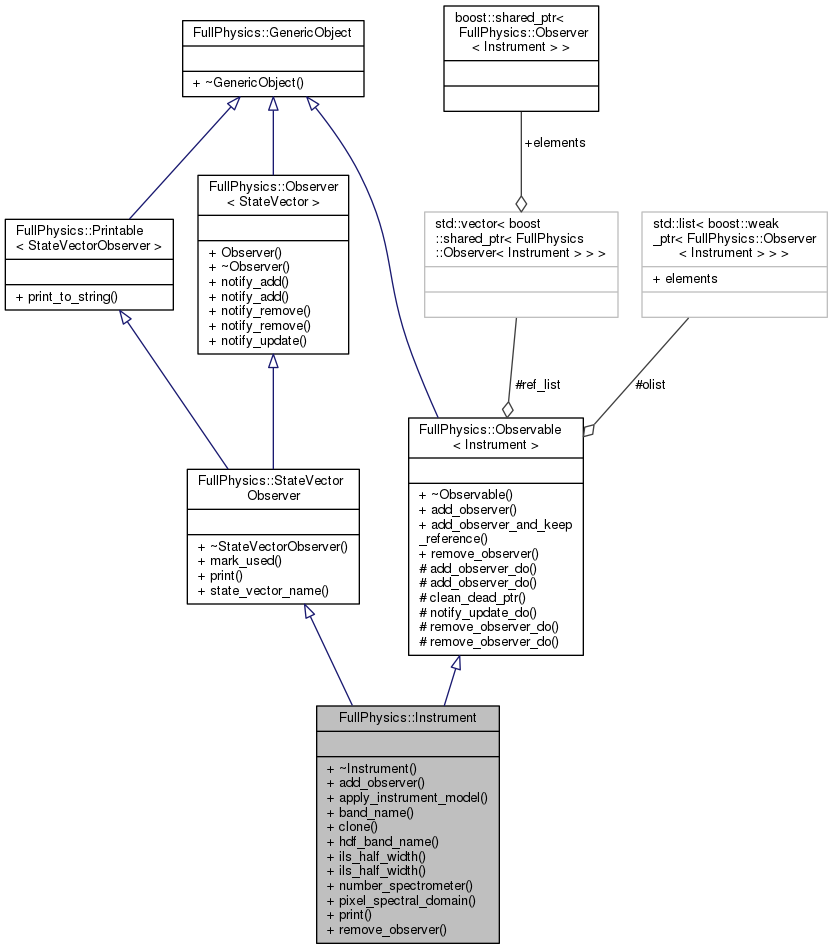 FullPhysics::GenericObject
+ ~GenericObject()
boost::shared_ptr<
FullPhysics::Observer
< Instrument > >
+elements
FullPhysics::Printable
< StateVectorObserver >
+ print_to_string()
FullPhysics::Observer
< StateVector >
+ Observer()
+ ~Observer()
+ notify_add()
+ notify_add()
+ notify_remove()
+ notify_remove()
+ notify_update()
std::vector< boost
::shared_ptr< FullPhysics
::Observer< Instrument > > >
std::list< boost::weak
_ptr< FullPhysics::Observer
< Instrument > > >
+ elements
#ref_list
#olist
FullPhysics::StateVector
Observer
+ ~StateVectorObserver()
+ mark_used()
+ print()
+ state_vector_name()
FullPhysics::Observable
< Instrument >
+ ~Observable()
+ add_observer()
+ add_observer_and_keep
_reference()
+ remove_observer()
# add_observer_do()
# add_observer_do()
# clean_dead_ptr()
# notify_update_do()
# remove_observer_do()
# remove_observer_do()
FullPhysics::Instrument
+ ~Instrument()
+ add_observer()
+ apply_instrument_model()
+ band_name()
+ clone()
+ hdf_band_name()
+ ils_half_width()
+ ils_half_width()
+ number_spectrometer()
+ pixel_spectral_domain()
+ print()
+ remove_observer()